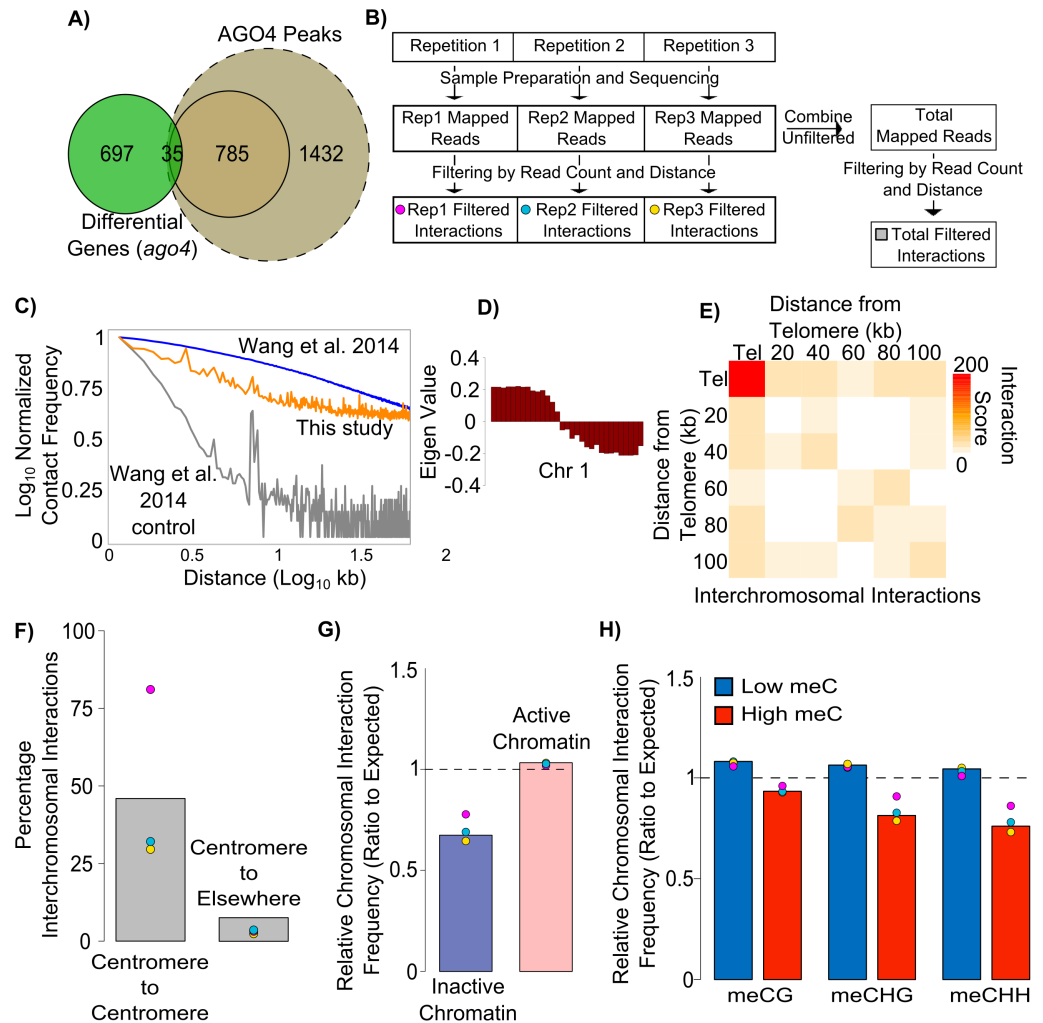 A)
AGO4 Peaks
697
35
785
1432
Differential
Genes (ago4)
B)
Repetition 1
Repetition 2
Repetition 3
Sample Preparation and Sequencing
Rep1 Mapped
Reads
Rep2 Mapped
Reads
Rep3 Mapped
Reads
Combine
Unfiltered
Total
Mapped Reads
Filtering by Read Count and Distance
Filtering by Read Count
and Distance
Rep1 Filtered
Interactions
Rep2 Filtered
Interactions
Rep3 Filtered
Interactions
Total Filtered
Interactions
C)
Log10 Normalized
Contact Frequency
1
0.75
0.5
0.25
0
Wang et al. 2014
This study
Wang et al.
2014
control
0
0.5
1
1.5
2
Distance (Log10 kb)
D)
Eigen Value
0.4
0.2
0
-0.2
-0.4
Chr 1
E)
Distance from
Telomere (kb)
Tel
20
40
60
80
100
Distance from
Telomere (kb)
Tel
20
40
60
80
100
200
0
Interaction
Score
Interchromosomal Interactions
F)
Percentage
Interchromosomal Interactions
100
75
50
25
0
Centromere
to
Elsewhere
Centromere
to
Centromere
G)
Relative Chromosomal Interaction
Frequency (Ratio to Expected)
1.5
1
0.5
0
Active
Chromatin
Inactive
Chromatin
H)
Relative Chromosomal Interaction
Frequency (Ratio to Expected)
1.5
1
0.5
0
Low meC
High meC
meCG
meCHG
meCHH